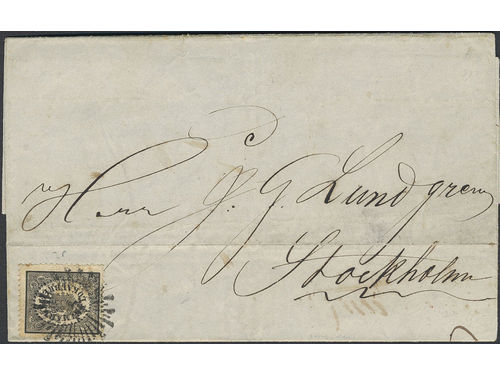 Herr J. G. Lundgren
Stockholm